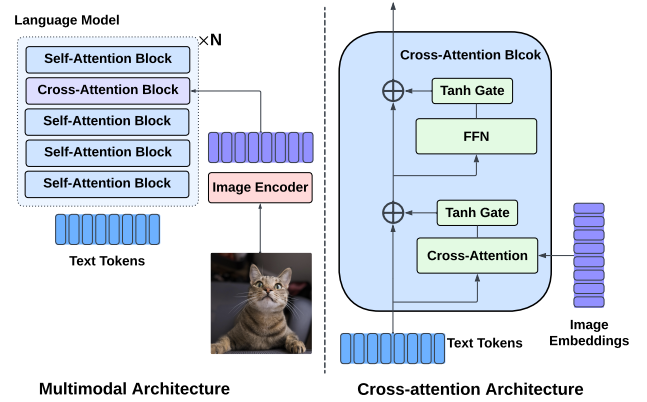 Language Model
×N
Self-Attention Block
Cross-Attention Block
Self-Attention Block
Self-Attention Block
Self-Attention Block
Image Encoder
Text Tokens
Multimodal Architecture
Cross-Attention Blcok
Tanh Gate
FFN
Tanh Gate
Cross-Attention
Image
Embeddings
Text Tokens
Cross-attention Architecture